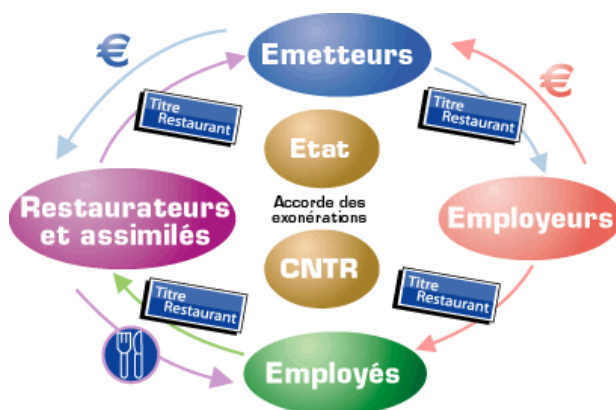 €
Emetteurs
€
Titre
Restaurant
Titre
Restaurant
Etat
Restaurateurs
et assimilés
Accorde des
exonérations
Employeurs
CNTR
Titre
Restaurant
Titre
Restaurant
Employés